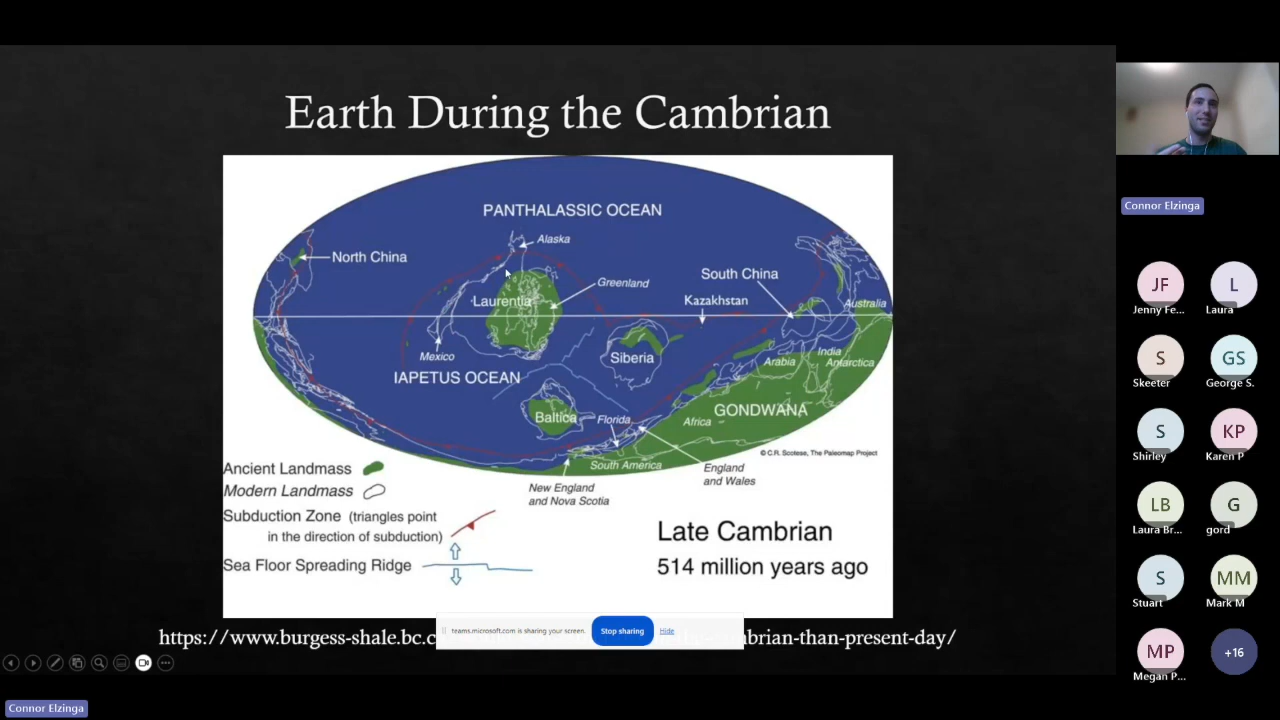 Earth During the Cambrian
PANTHALASSIC OCEAN
Alaska
North China
South China
Greenland
Kazakhstan
Laurentia
Australia
Mexico
Siberia
India
Arabia
Antarctica
IAPETUS OCEAN
Baltica
Florida
Africa
GONDWANA
© C.R. Scotese, The Paleomap Project
South America
England
and Wales
New England
and Nova Scotia
Ancient Landmass
Modern Landmass
Subduction Zone (triangles point
in the direction of subduction)
Sea Floor Spreading Ridge
Late Cambrian
514 million years ago
https://www.burgess-shale.bc.c
mbrian-than-present-day/
teams.microsoft.com is sharing your screen.
Stop sharing
Hide
Connor Elzinga
Connor Elzinga
JF
Jenny Fe...
L
Laura
S
Skeeter
GS
George S.
S
Shirley
KP
Karen P
LB
Laura Br...
G
gord
S
Stuart
MM
Mark M
MP
Megan P...
+16